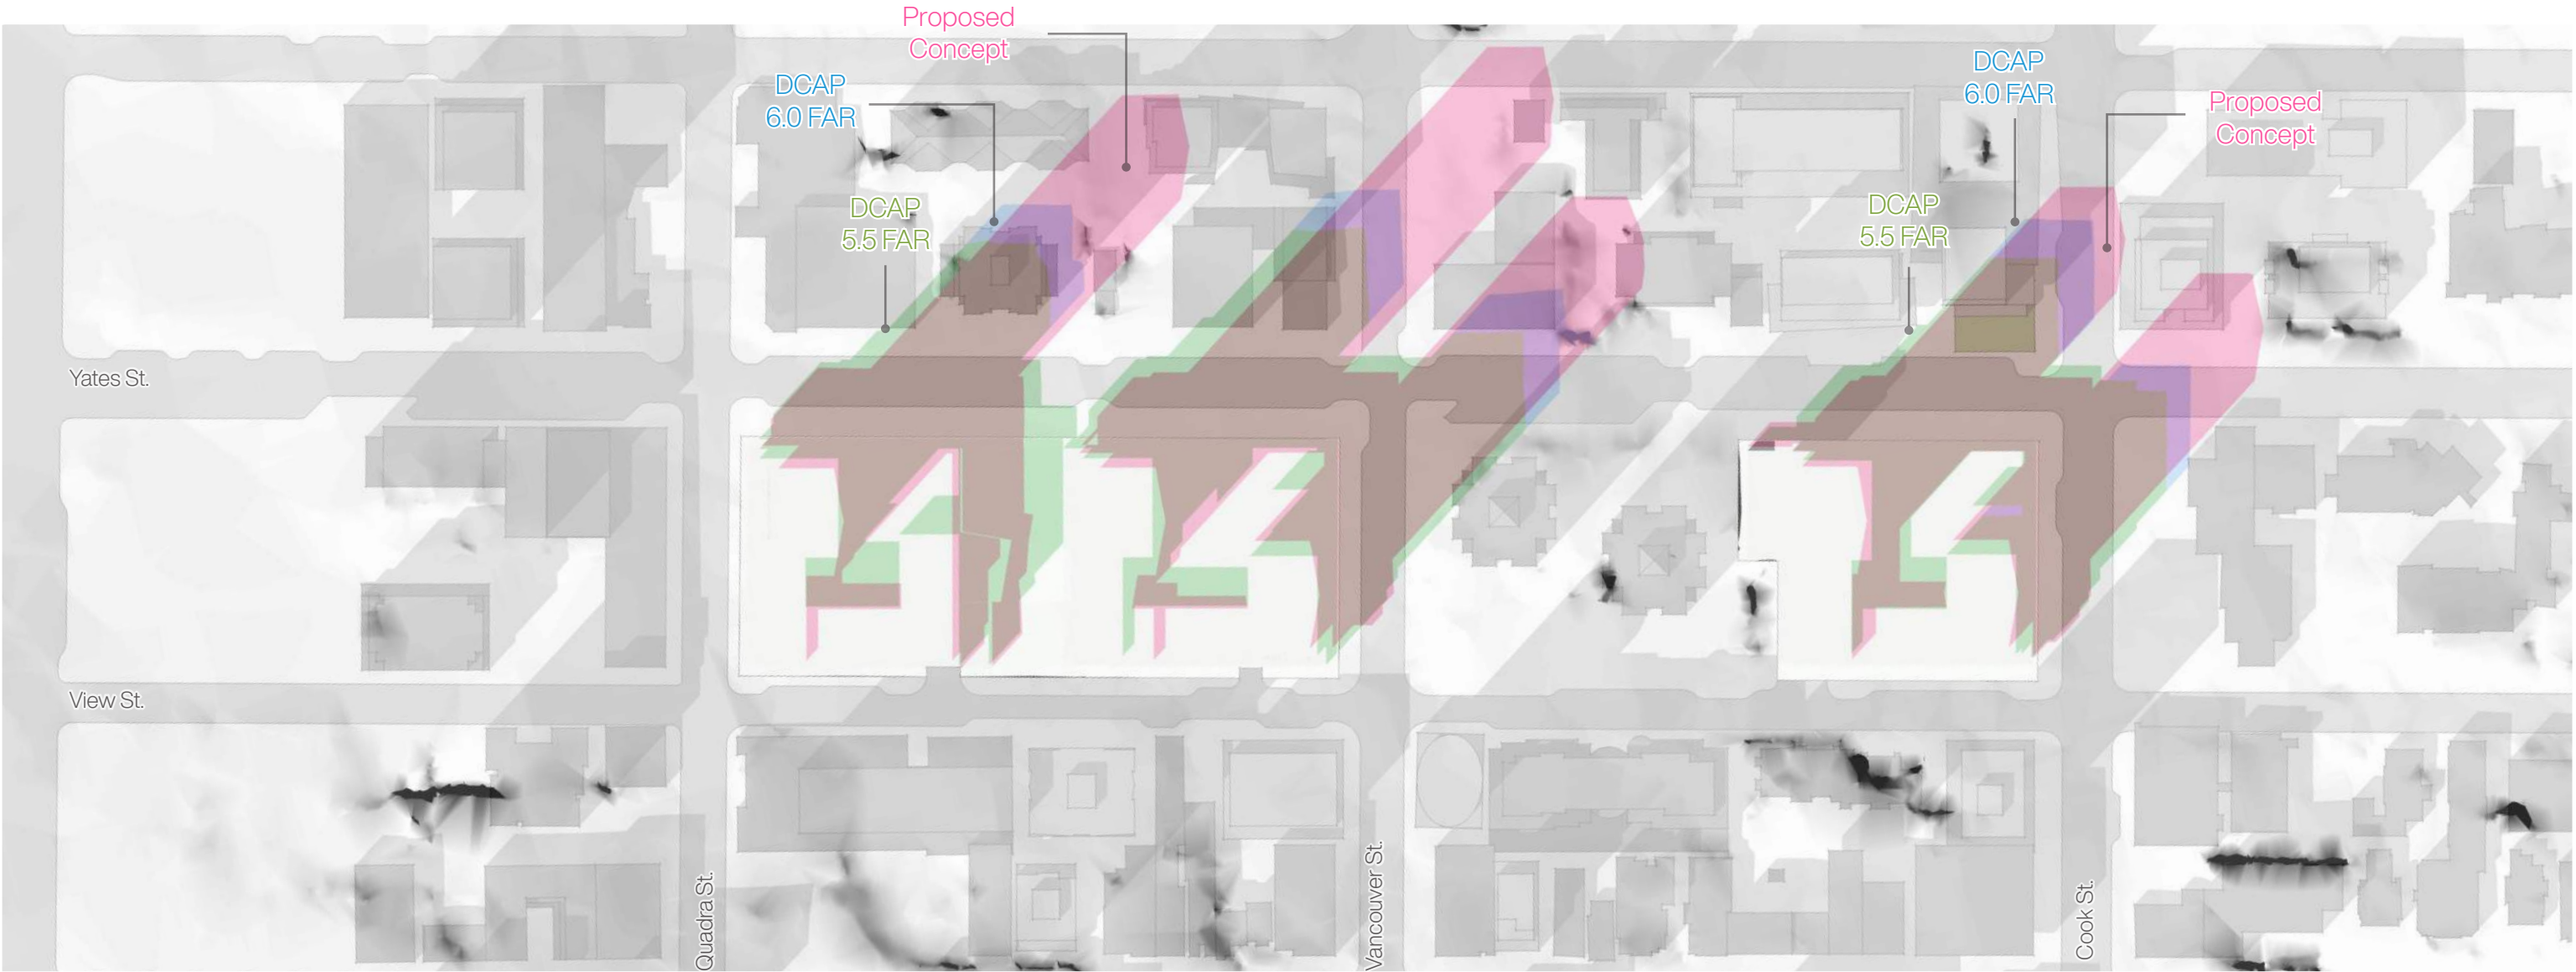 Proposed
Concept
DCAP
6.0 FAR
DCAP
5.5 FAR
DCAP
6.0 FAR
Proposed
Concept
DCAP
5.5 FAR
Yates St.
View St.
Quadra St.
Vancouver St.
Cook St.